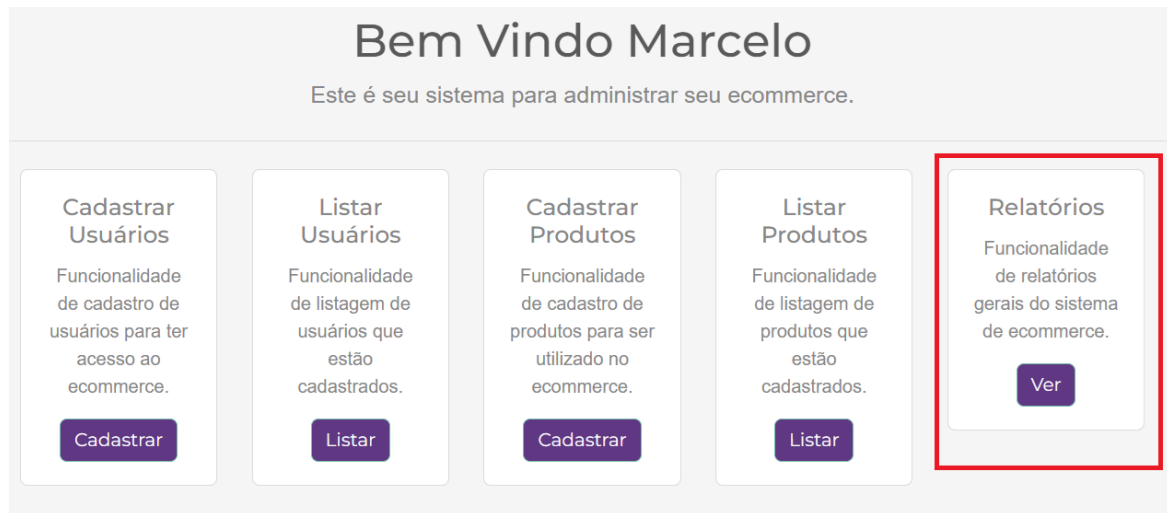 Bem Vindo Marcelo
Este é seu sistema para administrar seu ecommerce.
Cadastrar
Usuários
Funcionalidade
de cadastro de
usuários para ter
acesso ao
ecommerce.
Cadastrar
Listar
Usuários
Funcionalidade
de listagem de
usuários que
estão
cadastrados.
Listar
Cadastrar
Produtos
Funcionalidade
de cadastro de
produtos para ser
utilizado no
ecommerce.
Cadastrar
Listar
Produtos
Funcionalidade
de listagem de
produtos que
estão
cadastrados.
Listar
Relatórios
Funcionalidade
de relatórios
gerais do sistema
de ecommerce.
Ver